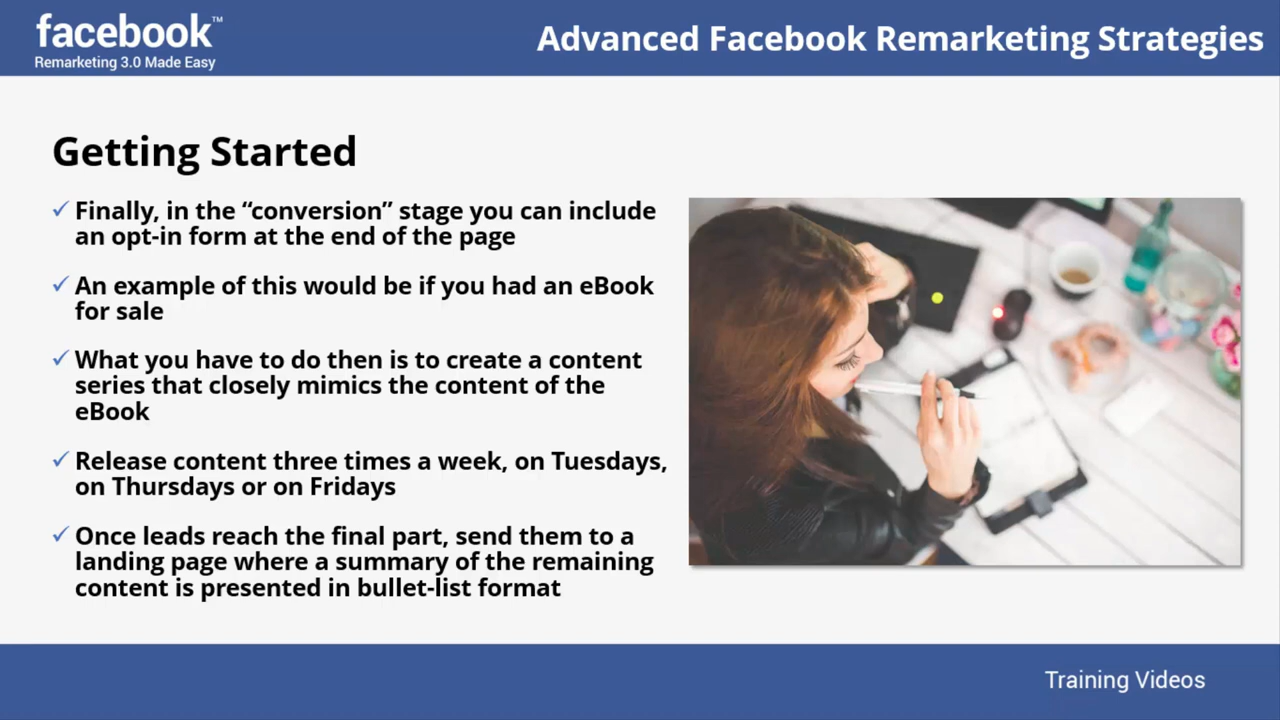 facebook™
Remarketing 3.0 Made Easy
Advanced Facebook Remarketing Strategies
Getting Started
✓ Finally, in the “conversion” stage you can include
an opt-in form at the end of the page
✓ An example of this would be if you had an eBook
for sale
✓ What you have to do then is to create a content
series that closely mimics the content of the
eBook
✓ Release content three times a week, on Tuesdays,
on Thursdays or on Fridays
✓ Once leads reach the final part, send them to a
landing page where a summary of the remaining
content is presented in bullet-list format
Training Videos